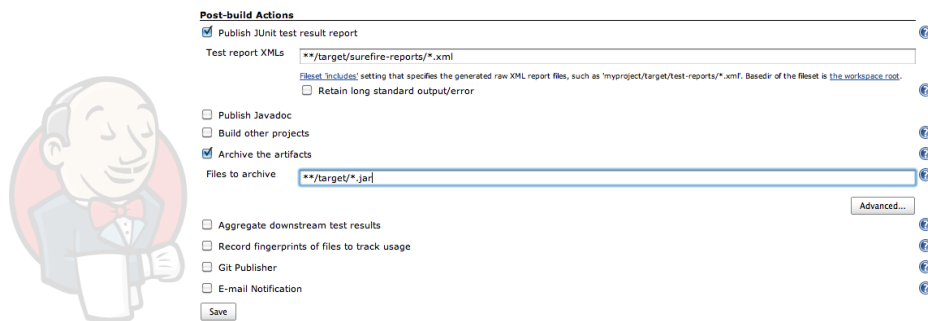 Post-build Actions
Publish JUnit test result report
Test report XMLs
**/target/surefire-reports/*.xml
Fileset 'includes' setting that specifies the generated raw XML report files, such as 'myproject/target/test-reports/*.xml'. Basedir of the fileset is the workspace root.
Retain long standard output/error
Publish Javadoc
Build other projects
Archive the artifacts
Files to archive
**/target/*.jar
Advanced...
Aggregate downstream test results
Record fingerprints of files to track usage
Git Publisher
E-mail Notification
Save